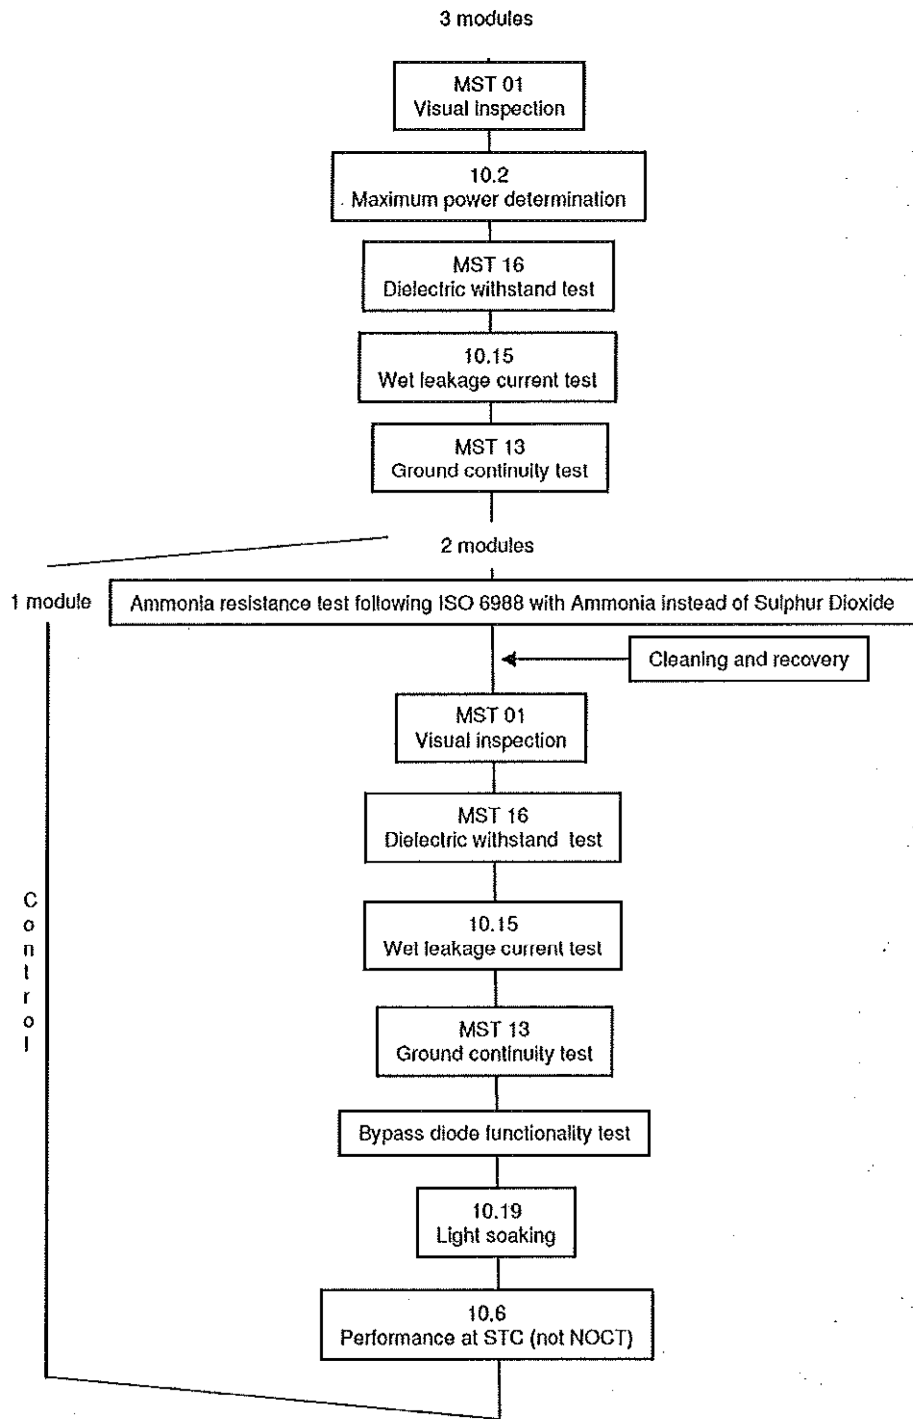 3 modules
MST 01
Visual inspection
10.2
Maximum power determination
MST 16
Dielectric withstand test
10.15
Wet leakage current test
MST 13
Ground continuity test
2 modules
1 module
Ammonia resistance test following ISO 6988 with Ammonia instead of Sulphur Dioxide
Cleaning and recovery
MST 01
Visual inspection
MST 16
Dielectric withstand test
10.15
Wet leakage current test
Control
MST 13
Ground continuity test
Bypass diode functionality test
10.19
Light soaking
10.6
Performance at STC (not NOCT)